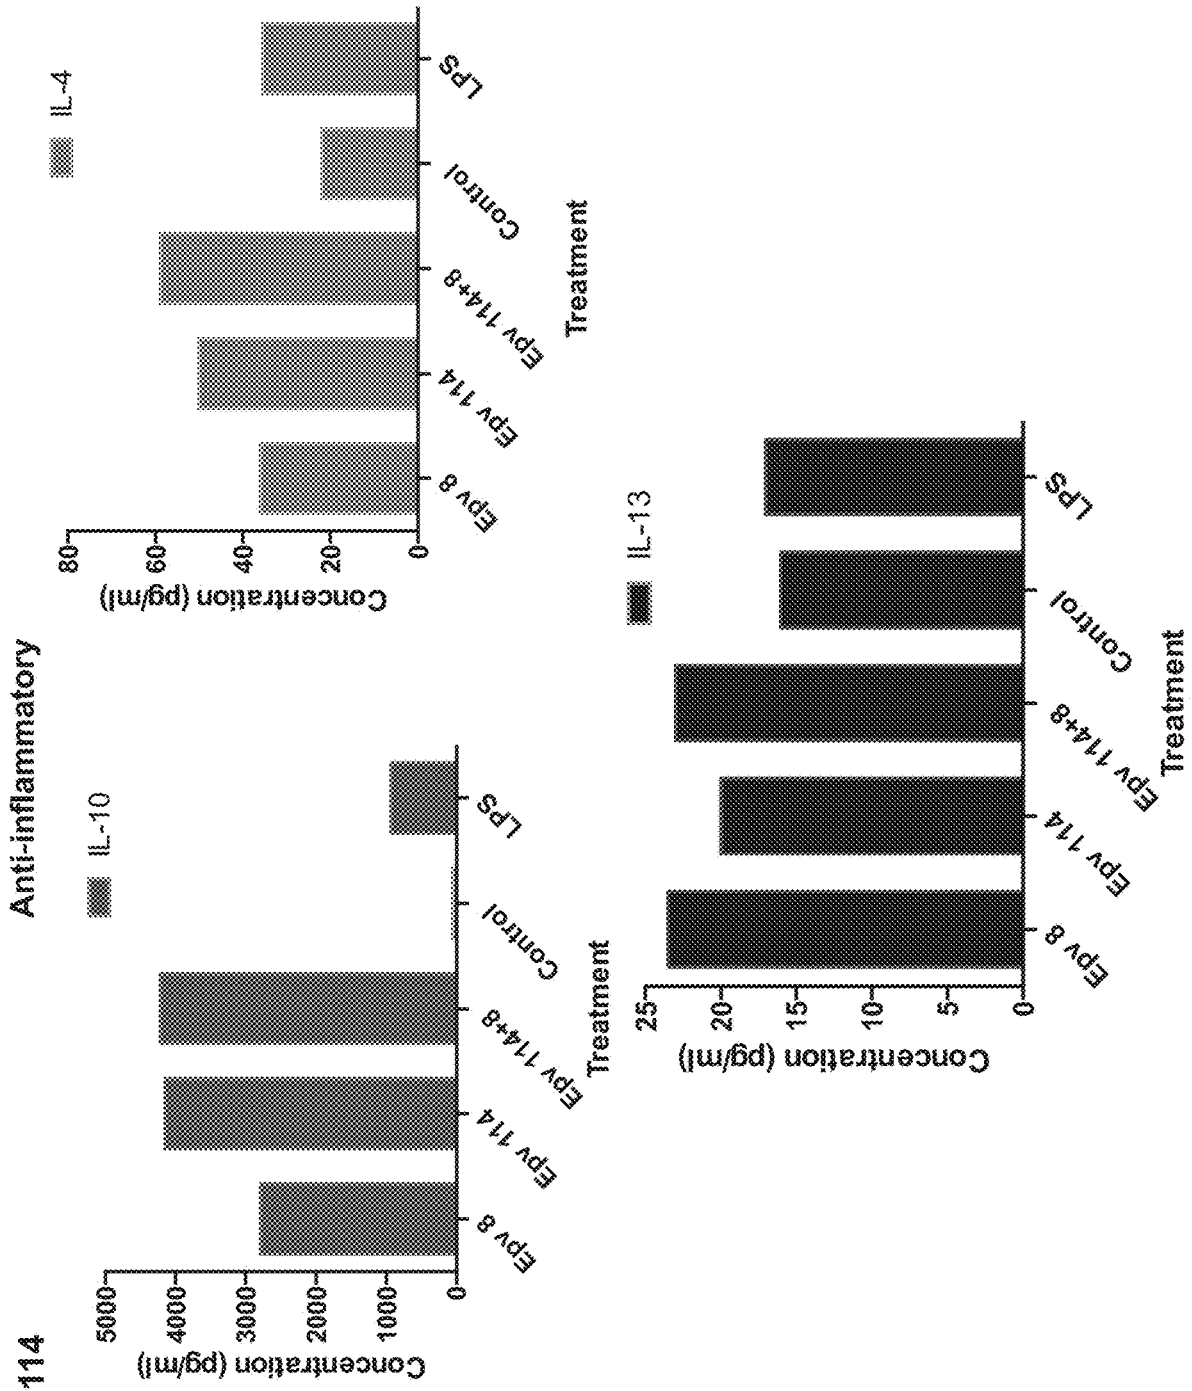 114
Anti-inflammatory
IL-10
Concentration (pg/ml)
5000
4000
3000
2000
1000
0
Epv 8
Epv 114
Epv 114+8
Control
LPS
Treatment
IL-4
Concentration (pg/ml)
80
60
40
20
0
Epv 8
Epv 114
Epv 114+8
Control
LPS
Treatment
IL-13
Concentration (pg/ml)
25
20
15
10
5
0
Epv 8
Epv 114
Epv 114+8
Control
LPS
Treatment